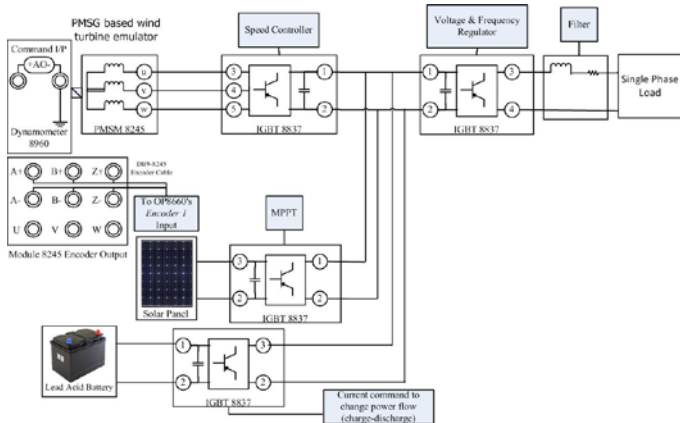 PMSG based wind
turbine emulator
Speed Controller
Voltage & Frequency
Regulator
Filter
Command I/P
+AO-
Dynamometer
8960
u
v
w
PMSM 8245
3
4
5
1
2
IGBT 8837
1
2
3
4
IGBT 8837
Single Phase
Load
DB9-8245
Encoder Cable
A+
B+
Z+
A-
B-
Z-
U
V
W
Module 8245 Encoder Output
To OP8660's
Encoder 1
Input
MPPT
3
2
1
2
IGBT 8837
Solar Panel
1
2
3
2
IGBT 8837
Lead Acid Battery
Current command to
change power flow
(charge-discharge)